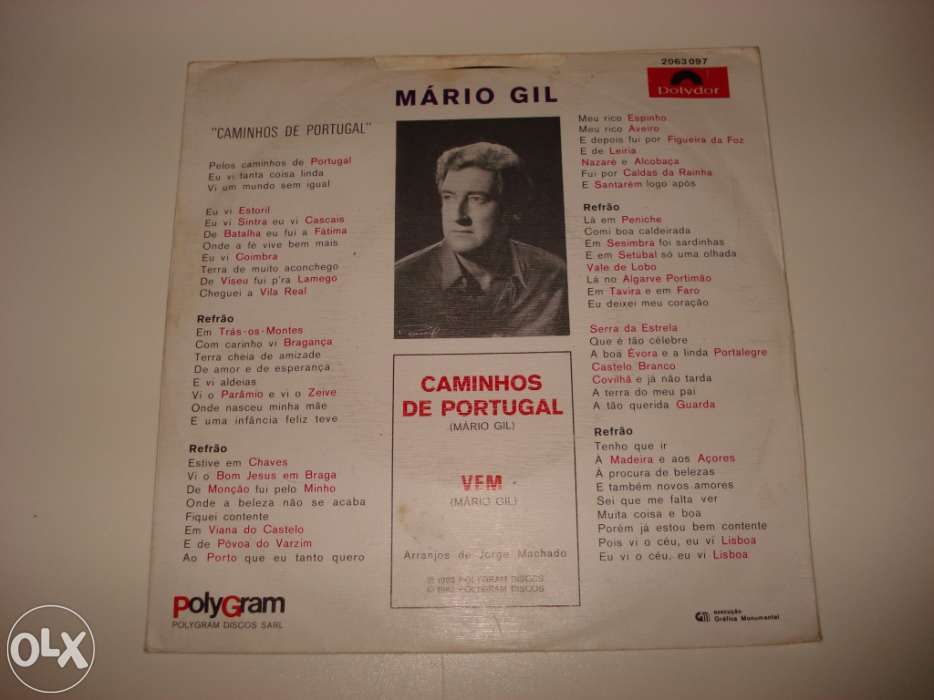 2063 097
Polydor
MÁRIO GIL
"CAMINHOS DE PORTUGAL"
Pelos caminhos de Portugal
Eu vi tanta coisa linda
Vi um mundo sem igual
Eu vi Estoril
Eu vi Sintra eu vi Cascais
De Batalha eu fui a Fátima
Onde a fé vive bem mais
Eu vi Coimbra
Terra de muito aconchego
De Viseu fui p'ra Lamego
Cheguei a Vila Real
Refrão
Em Trás-os-Montes
Com carinho vi Bragança
Terra cheia de amizade
De amor e de esperança
E vi aldeias
Vi o Parâmio e vi o Zeive
Onde nasceu minha mãe
E uma infância feliz teve
Refrão
Estive em Chaves
Vi o Bom Jesus em Braga
De Monção fui pelo Minho
Onde a beleza não se acaba
Fiquei contente
Em Viana do Castelo
E de Póvoa do Varzim
Ao Porto que eu tanto quero
PolyGram
POLYGRAM DISCOS SARL
CAMINHOS
DE PORTUGAL
(MÁRIO GIL)
VEM
(MÁRIO GIL)
Arranjos de Jorge Machado
POLYGRAM DISCOS
POLYGRAM DISCOS
Meu rico Espinho
Meu rico Aveiro
E depois fui por Figueira da Foz
E de Leiria
Nazaré e Alcobaça
Fui por Caldas da Rainha
E Santarém logo após
Refrão
Lá em Peniche
Comi boa caldeirada
Em Sesimbra foi sardinhas
E em Setúbal só uma olhada
Vale de Lobo
Lá no Algarve Portimão
Em Tavira e em Faro
Eu deixei meu coração
Serra da Estrela
Que é tão célebre
A boa Évora e a linda Portalegre
Castelo Branco
Covilhã e já não tarda
A terra do meu pai
A tão querida Guarda
Refrão
Tenho que ir
À Madeira e aos Açores
À procura de belezas
E também novos amores
Sei que me falta ver
Muita coisa e boa
Porém já estou bem contente
Pois vi o céu, eu vi Lisboa
Eu vi o céu, eu vi Lisboa
EXECUÇÃO
Gráfica Monumental
OLX